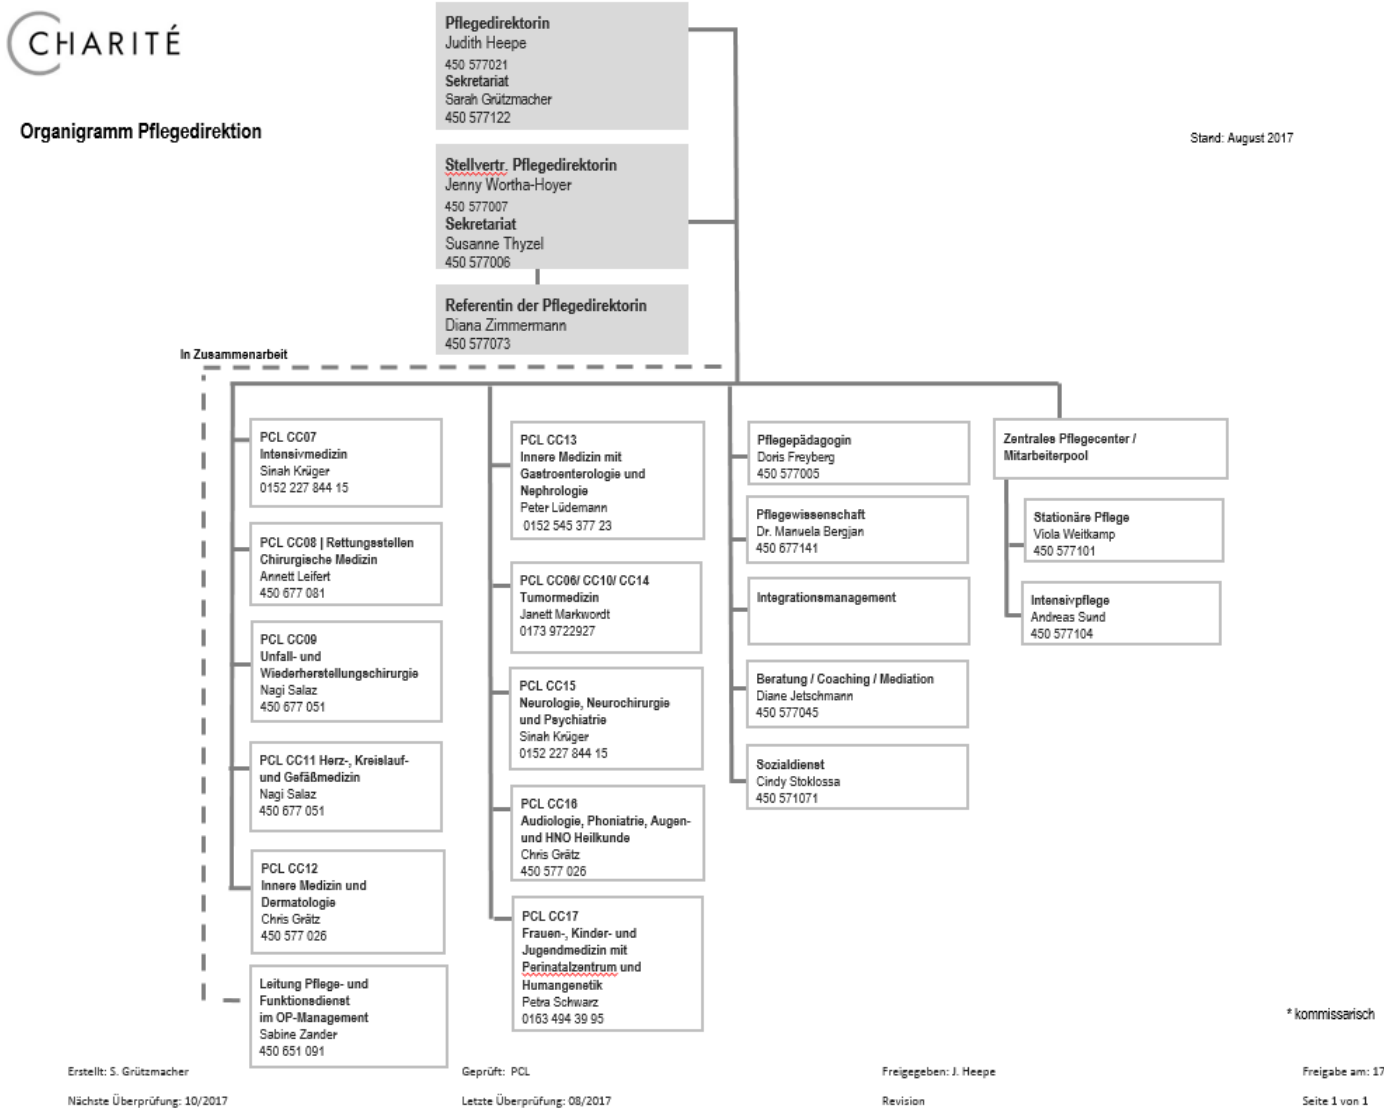 CHARITÉ
Organigramm Pflegedirektion
Stand: August 2017
Pflegedirektorin
Judith Heepe
450 577021
Sekretariat
Sarah Grützmacher
450 577122
Stellvertr. Pflegedirektorin
Jenny Wortha-Hoyer
450 577007
Sekretariat
Susanne Thyzel
450 577006
Referentin der Pflegedirektorin
Diana Zimmermann
450 577073
In Zusammenarbeit
PCL CC07
Intensivmedizin
Sinah Krüger
0152 227 844 15
PCL CC08 | Rettungsstellen
Chirurgische Medizin
Annett Leifert
450 677 081
PCL CC09
Unfall- und
Wiederherstellungschirurgie
Nagi Salaz
450 677 051
PCL CC11 Herz-, Kreislauf-
und Gefäßmedizin
Nagi Salaz
450 677 051
PCL CC12
Innere Medizin und
Dermatologie
Chris Grätz
450 577 026
Leitung Pflege- und
Funktionsdienst
im OP-Management
Sabine Zander
450 651 091
PCL CC13
Innere Medizin mit
Gastroenterologie und
Nephrologie
Peter Lüdemann
0152 545 377 23
PCL CC06/ CC10/ CC14
Tumormedizin
Janett Markwordt
0173 9722927
PCL CC15
Neurologie, Neurochirurgie
und Psychiatrie
Sinah Krüger
0152 227 844 15
PCL CC16
Audiologie, Phoniatrie, Augen-
und HNO Heilkunde
Chris Grätz
450 577 026
PCL CC17
Frauen-, Kinder- und
Jugendmedizin mit
Perinatalzentrum und
Humangenetik
Petra Schwarz
0163 494 39 95
Pflegepädagogin
Doris Freyberg
450 577005
Pflegewissenschaft
Dr. Manuela Bergjan
450 677141
Integrationsmanagement
Beratung / Coaching / Mediation
Diane Jetschmann
450 577045
Sozialdienst
Cindy Stoklossa
450 571071
Zentrales Pflegecenter /
Mitarbeiterpool
Stationäre Pflege
Viola Weitkamp
450 577101
Intensivpflege
Andreas Sund
450 577104
* kommissarisch
Erstellt: S. Grützmacher
Geprüft: PCL
Freigegeben: J. Heepe
Freigabe am: 17
Nächste Überprüfung: 10/2017
Letzte Überprüfung: 08/2017
Revision
Seite 1 von 1